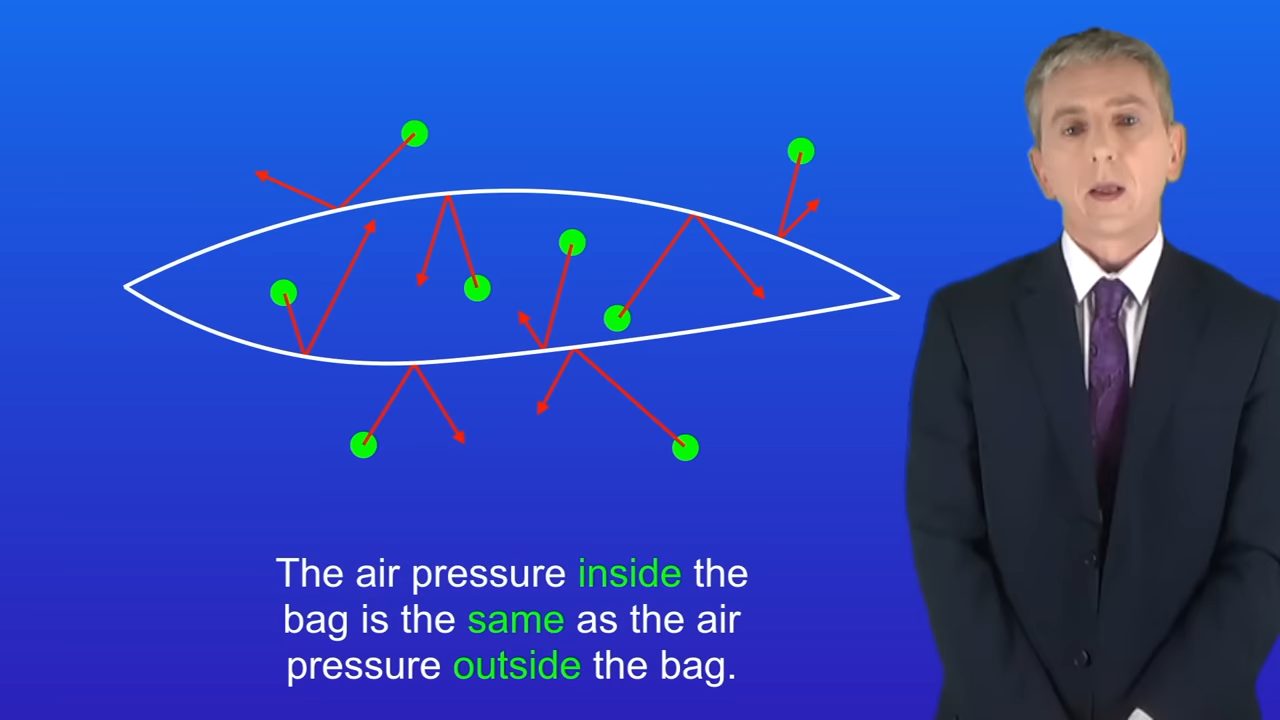 The air pressure inside the
bag is the same as the air
pressure outside the bag.